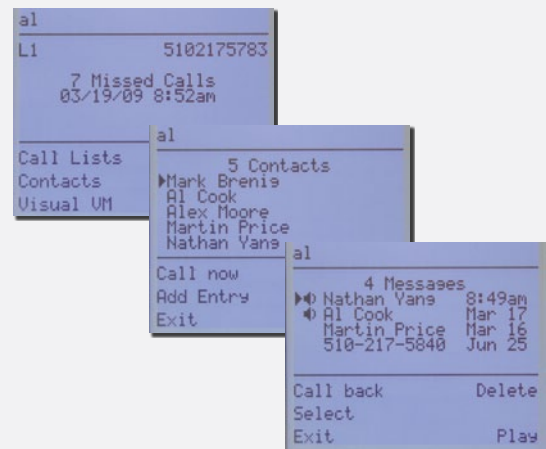 al
L1 5102175783
7 Missed Calls
03/19/09 8:52am
Call Lists
Contacts
Visual VM
al
5 Contacts
Mark Brenig
Al Cook
Alex Moore
Martin Price
Nathan Yang
Call now
Add Entry
Exit
al
4 Messages
Nathan Yang 8:49am
Al Cook Mar 17
Martin Price Mar 16
510-217-5840 Jun 25
Call back Delete
Select
Exit Play